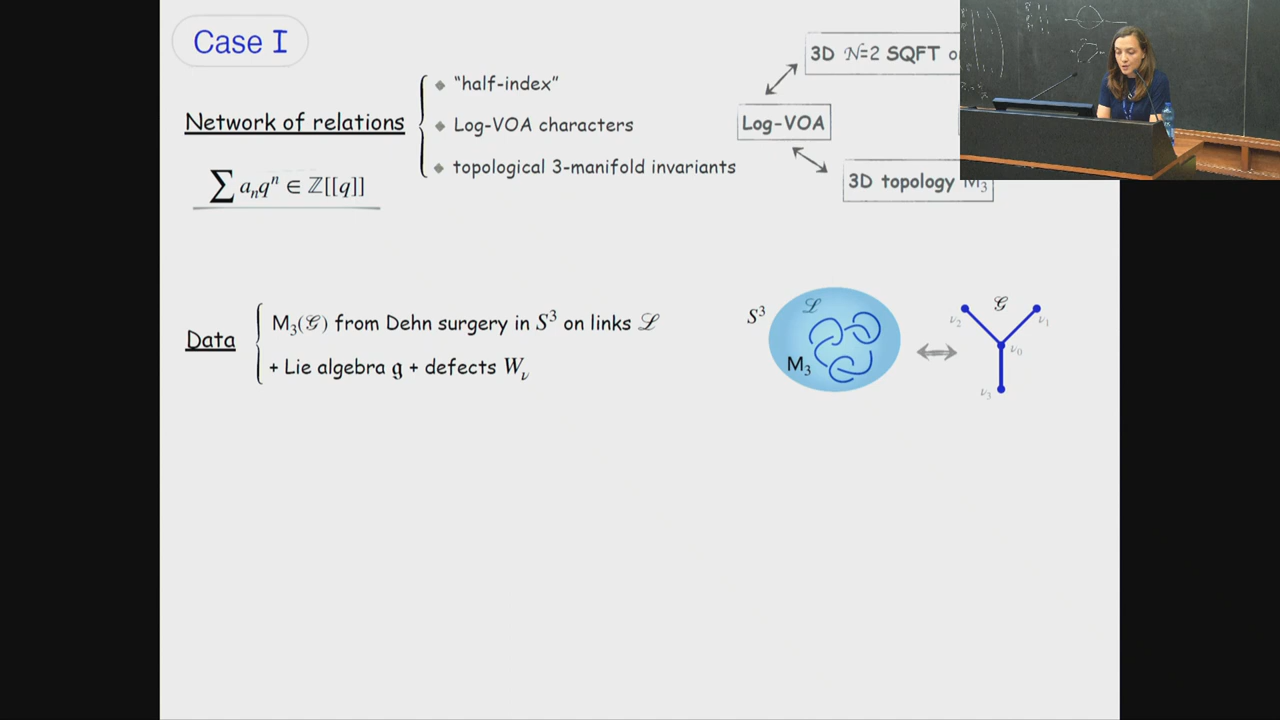 Case I
Network of relations
"half-index"
Log-VOA characters
topological 3-manifold invariants
∑ aₙqⁿ ∈ ℤ[[q]]
3D 𝒩=2 SQFT
Log-VOA
3D topology M₃
Data
M₃(𝒢) from Dehn surgery in S³ on links ℒ
+ Lie algebra 𝔤 + defects W_ν
S³
ℒ
M₃
𝒢
ν₂
ν₁
ν₀
ν₃